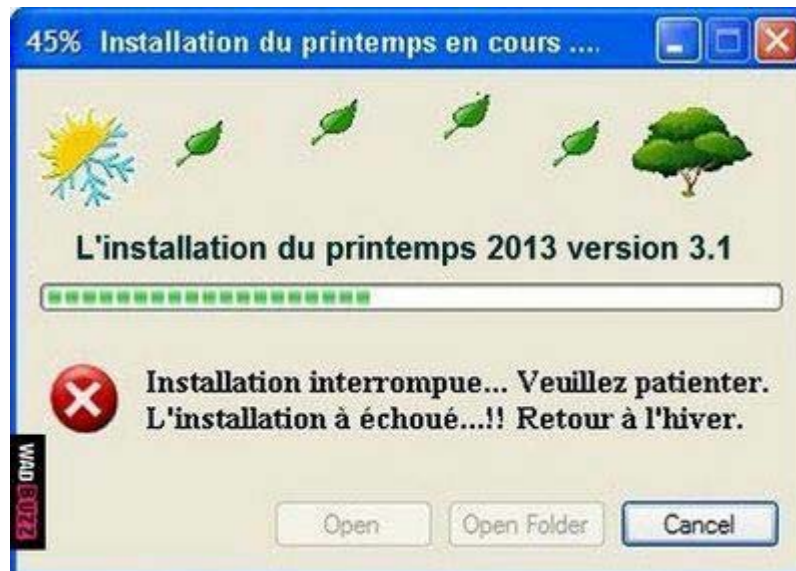 45% Installation du printemps en cours ....
L'installation du printemps 2013 version 3.1
Installation interrompue... Veuillez patienter.
L'installation à échoué...!! Retour à l'hiver.
WAD BUZZ
Open
Open Folder
Cancel